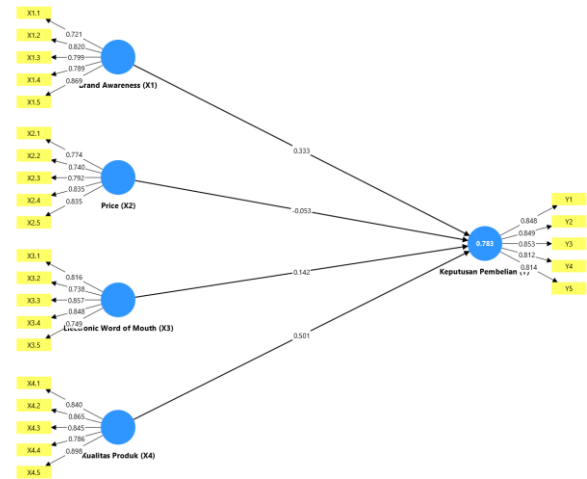 X1.1
X1.2
X1.3
X1.4
X1.5
0.721
0.820
0.799
0.789
0.869
Brand Awareness (X1)
X2.1
X2.2
X2.3
X2.4
X2.5
0.774
0.740
0.792
0.835
0.835
Price (X2)
X3.1
X3.2
X3.3
X3.4
X3.5
0.816
0.738
0.857
0.848
0.749
Electronic Word of Mouth (X3)
X4.1
X4.2
X4.3
X4.4
X4.5
0.840
0.865
0.845
0.786
0.898
Kualitas Produk (X4)
0.333
-0.053
0.142
0.501
0.783
Keputusan Pembelian (Y)
0.848
0.849
0.853
0.812
0.814
Y1
Y2
Y3
Y4
Y5